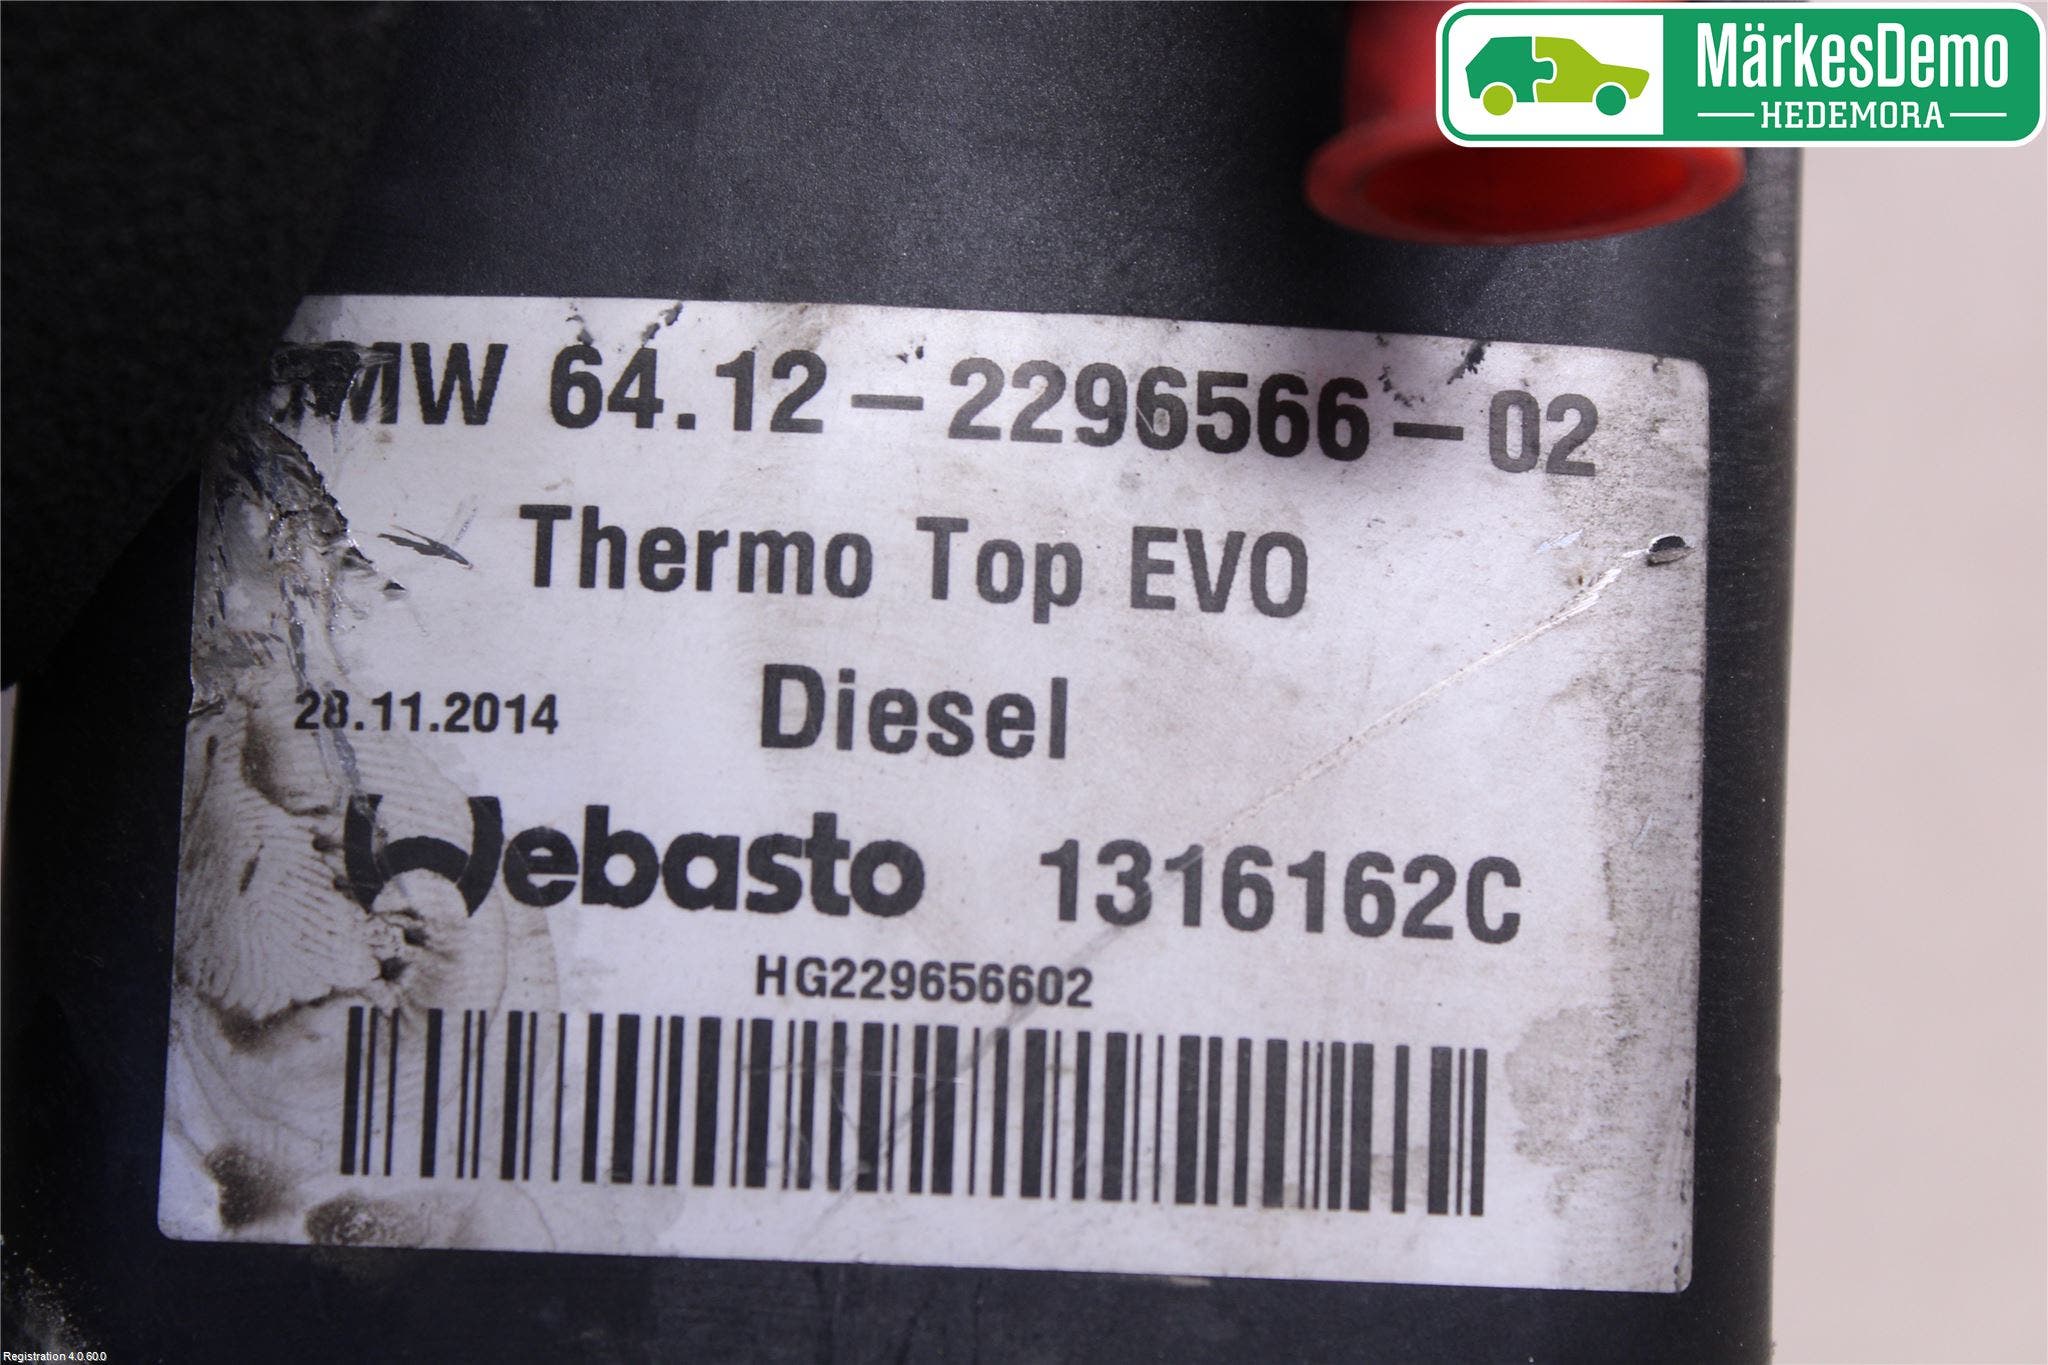 MärkesDemo
HEDEMORA
BMW 64.12-2296566-02
Thermo Top EVO
Diesel
28.11.2014
Webasto 1316162C
HG229656602
Registration 4.0.60.0